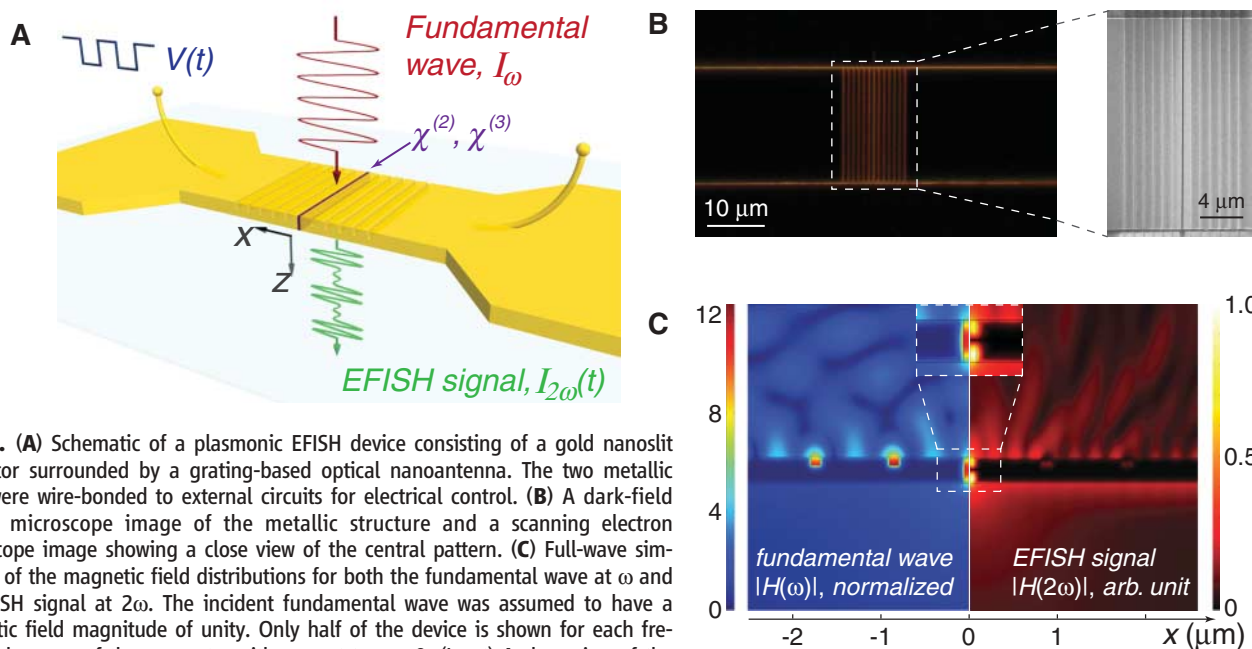 A
V(t)
Fundamental
wave, Iω
χ(2), χ(3)
x
z
EFISH signal, I2ω(t)
B
10 μm
4 μm
C
12
8
4
0
1.0
0.5
0
fundamental wave
|H(ω)|, normalized
EFISH signal
|H(2ω)|, arb. unit
-2
-1
0
1
x (μm)
. (A) Schematic of a plasmonic EFISH device consisting of a gold nanoslit
tor surrounded by a grating-based optical nanoantenna. The two metallic
were wire-bonded to external circuits for electrical control. (B) A dark-field
microscope image of the metallic structure and a scanning electron
cope image showing a close view of the central pattern. (C) Full-wave sim-
of the magnetic field distributions for both the fundamental wave at ω and
SH signal at 2ω. The incident fundamental wave was assumed to have a
tic field magnitude of unity. Only half of the device is shown for each fre-